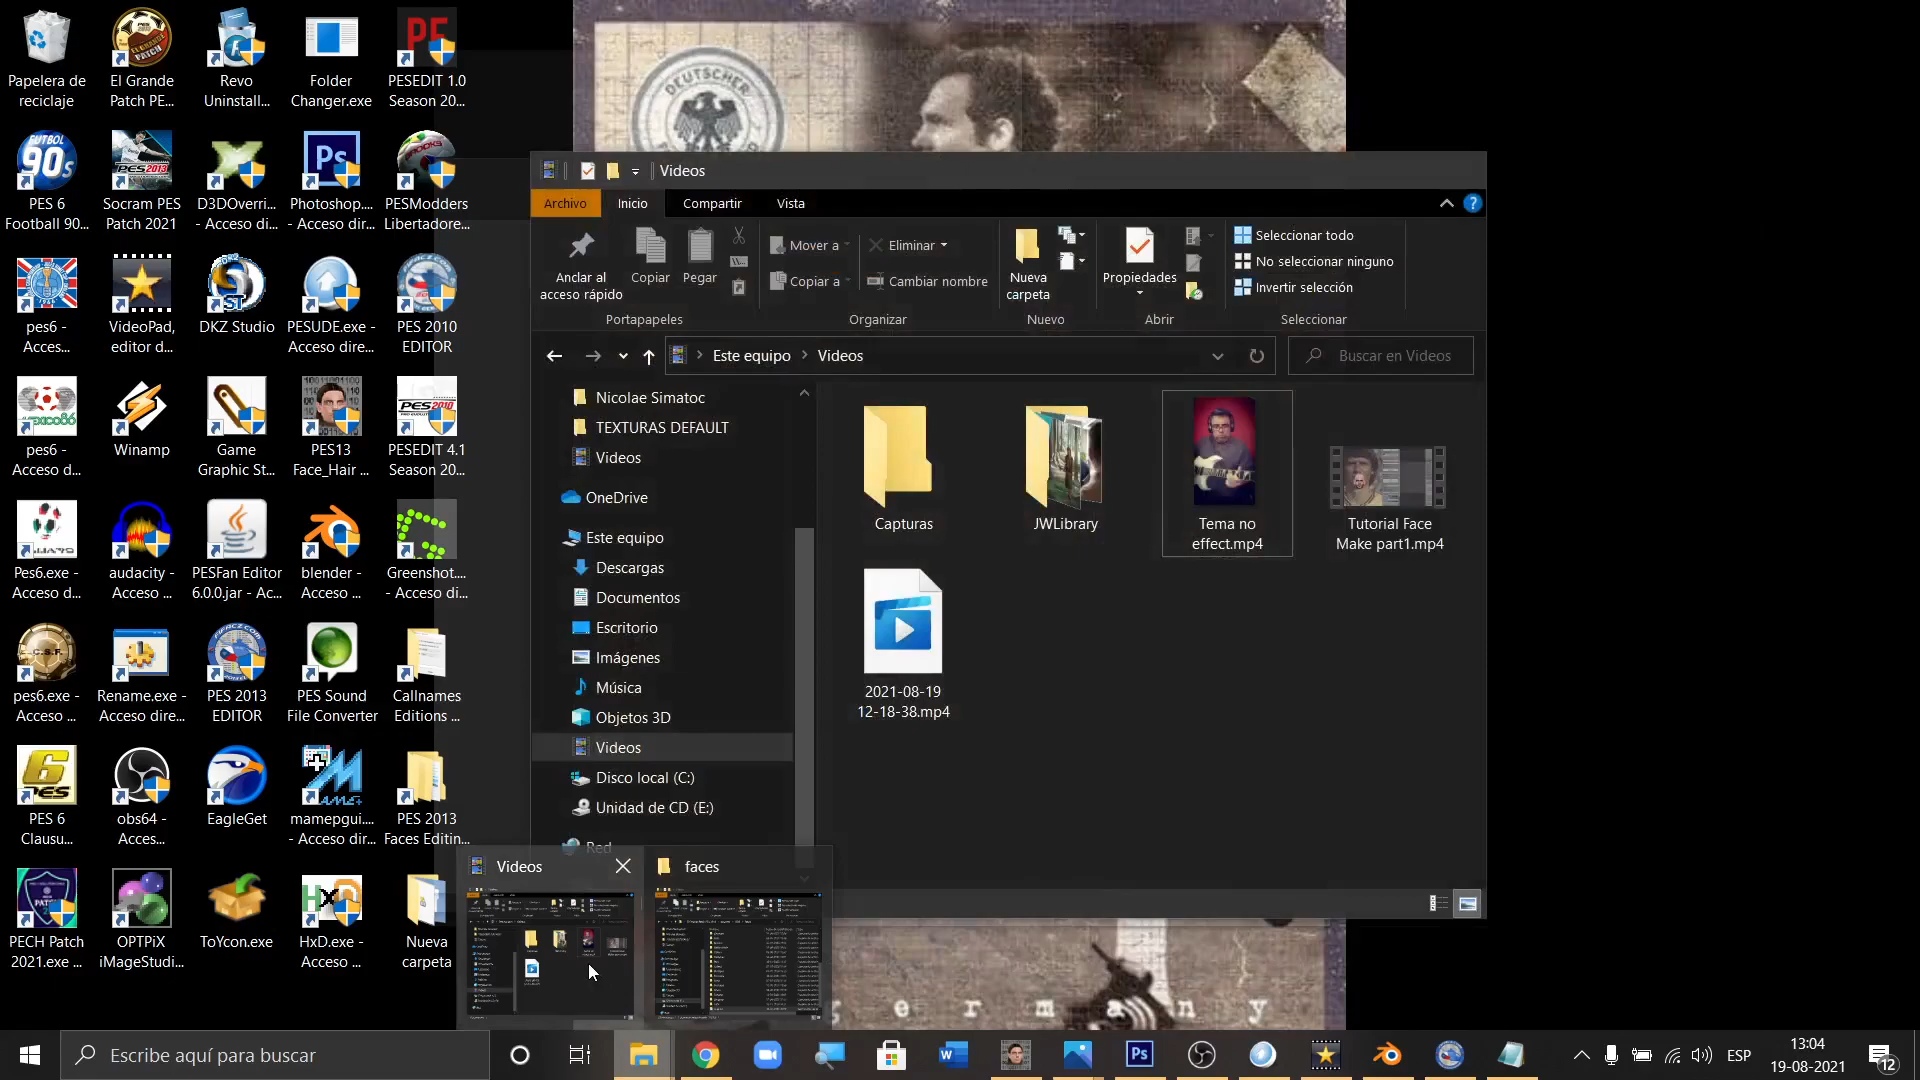 Papelera de
reciclaje
El Grande
Patch PE...
Revo
Uninstall...
Folder
Changer.exe
PESEDIT 1.0
Season 20...
PES 6
Football 90...
Socram PES
Patch 2021
D3DOverri...
- Acceso di...
Photoshop....
- Acceso dir...
PESModders
Libertadore...
pes6 -
Acces...
VideoPad,
editor d...
DKZ Studio
PESUDE.exe -
Acceso dire...
PES 2010
EDITOR
pes6 -
Acceso d...
Winamp
Game
Graphic St...
PES13
Face_Hair ...
PESEDIT 4.1
Season 20...
Pes6.exe -
Acceso d...
audacity -
Acceso ...
PESFan Editor
6.0.0.jar - Ac...
blender -
Acceso ...
Greenshot....
- Acceso di...
pes6.exe -
Acceso ...
Rename.exe -
Acceso dire...
PES 2013
EDITOR
PES Sound
File Converter
Callnames
Editions ...
PES 6
Clausu...
obs64 -
Acces...
EagleGet
mamepgui....
- Acceso dir...
PES 2013
Faces Editin...
PECH Patch
2021.exe ...
OPTPiX
iMageStudi...
ToYcon.exe
HxD.exe -
Acceso ...
Nueva
carpeta
DEUTSCHER
Videos
Archivo
Inicio
Compartir
Vista
Anclar al
acceso rápido
Copiar
Pegar
Mover a
Copiar a
Eliminar
Cambiar nombre
Nueva
carpeta
Propiedades
Seleccionar todo
No seleccionar ninguno
Invertir selección
Portapapeles
Organizar
Nuevo
Abrir
Seleccionar
Este equipo
Videos
Buscar en Videos
Nicolae Simatoc
TEXTURAS DEFAULT
Videos
OneDrive
Este equipo
Descargas
Documentos
Escritorio
Imágenes
Música
Objetos 3D
Videos
Disco local (C:)
Unidad de CD (E:)
Red
Capturas
JWLibrary
Tema no
effect.mp4
Tutorial Face
Make part1.mp4
2021-08-19
12-18-38.mp4
Videos
faces
g e r m a n y
Escribe aquí para buscar
ESP
13:04
19-08-2021
12